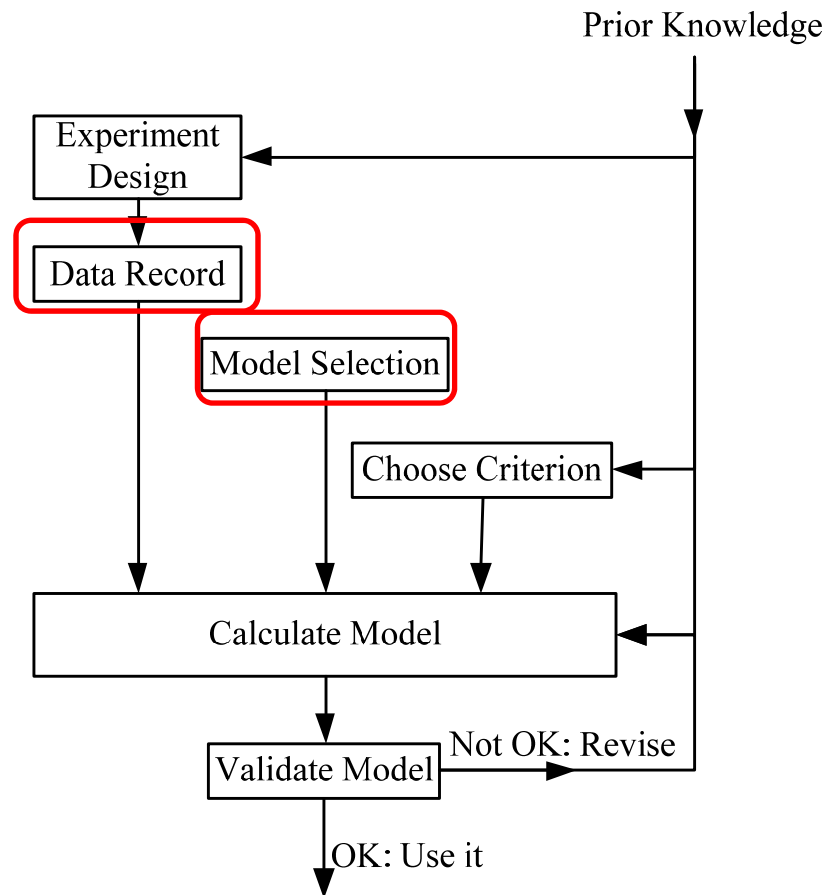 Prior Knowledge
Experiment
Design
Data Record
Model Selection
Choose Criterion
Calculate Model
Not OK: Revise
Validate Model
OK: Use it